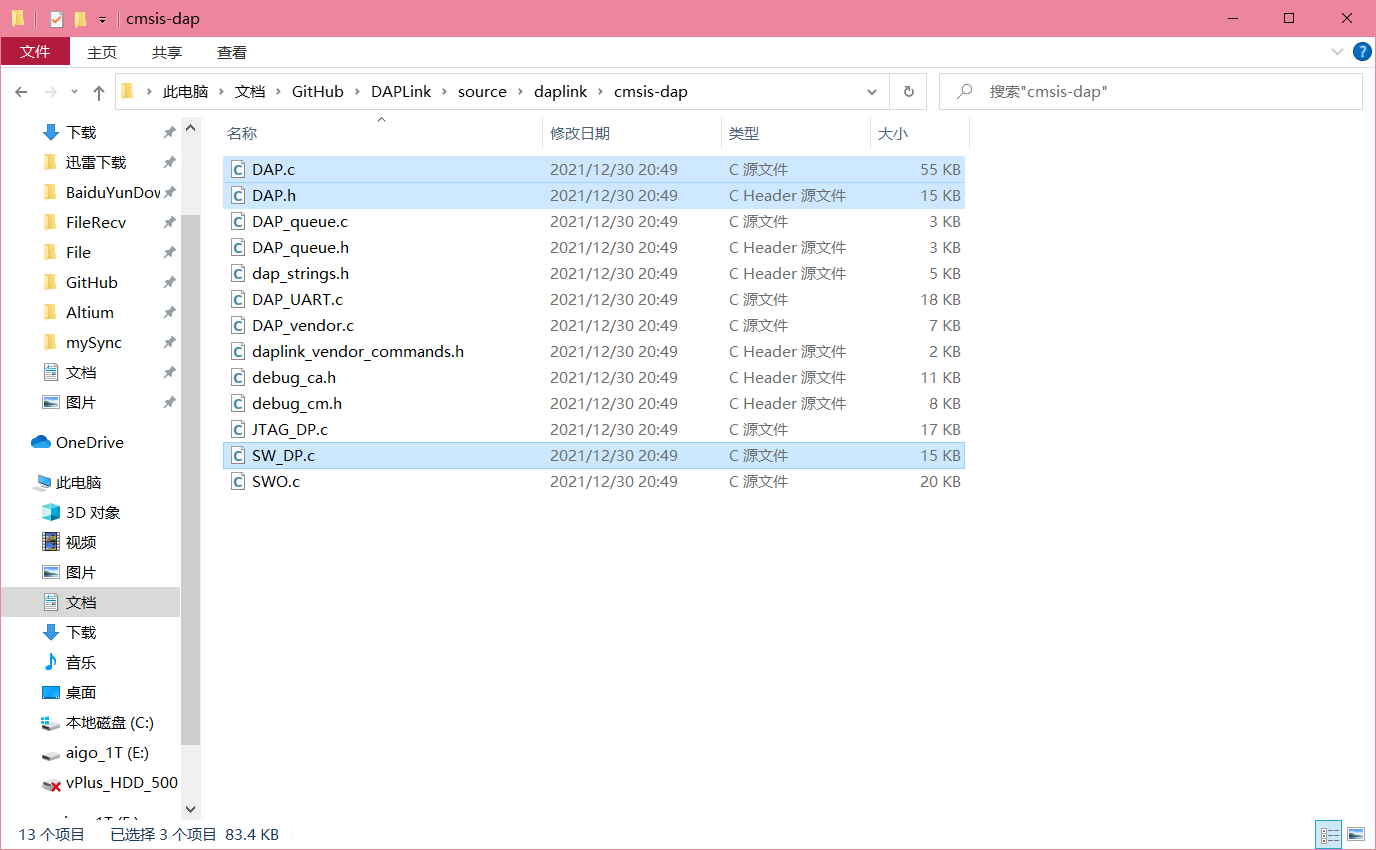 cmsis-dap
文件 主页 共享 查看
此电脑 文档 GitHub DAPLink source daplink cmsis-dap 搜索"cmsis-dap"
名称 修改日期 类型 大小
下载
迅雷下载
BaiduYunDow
FileRecv
File
GitHub
Altium
mySync
文档
图片
OneDrive
此电脑
3D 对象
视频
图片
文档
下载
音乐
桌面
本地磁盘 (C:)
aigo_1T (E:)
vPlus_HDD_500
DAP.c 2021/12/30 20:49 C 源文件 55 KB
DAP.h 2021/12/30 20:49 C Header 源文件 15 KB
DAP_queue.c 2021/12/30 20:49 C 源文件 3 KB
DAP_queue.h 2021/12/30 20:49 C Header 源文件 3 KB
dap_strings.h 2021/12/30 20:49 C Header 源文件 5 KB
DAP_UART.c 2021/12/30 20:49 C 源文件 18 KB
DAP_vendor.c 2021/12/30 20:49 C 源文件 7 KB
daplink_vendor_commands.h 2021/12/30 20:49 C Header 源文件 2 KB
debug_ca.h 2021/12/30 20:49 C Header 源文件 11 KB
debug_cm.h 2021/12/30 20:49 C Header 源文件 8 KB
JTAG_DP.c 2021/12/30 20:49 C 源文件 17 KB
SW_DP.c 2021/12/30 20:49 C 源文件 15 KB
SWO.c 2021/12/30 20:49 C 源文件 20 KB
13 个项目 已选择 3 个项目 83.4 KB